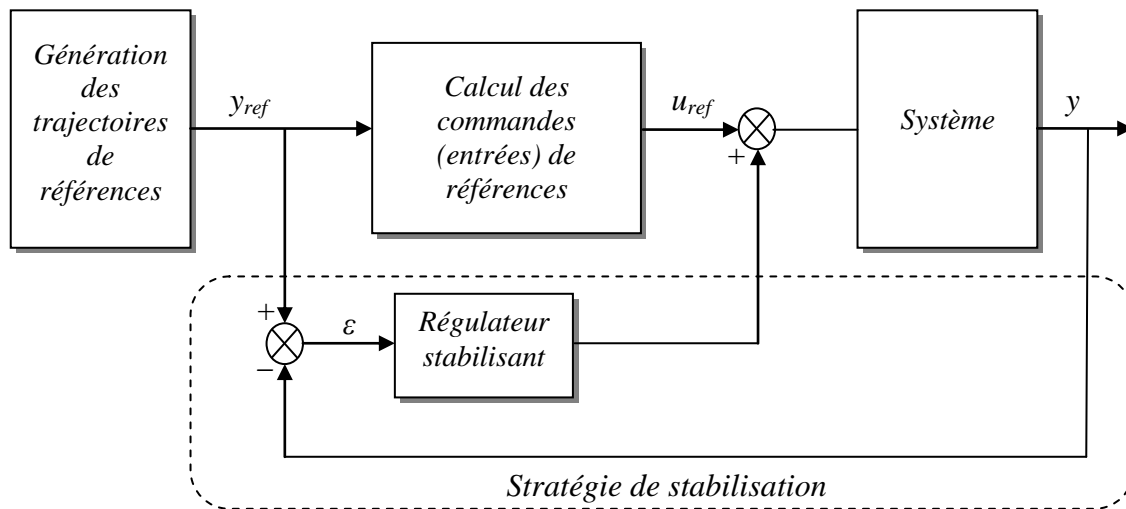 Génération
des
trajectoires
de
références
y_ref
Calcul des
commandes
(entrées) de
références
u_ref
+
Système
y
+
−
ε
Régulateur
stabilisant
Stratégie de stabilisation